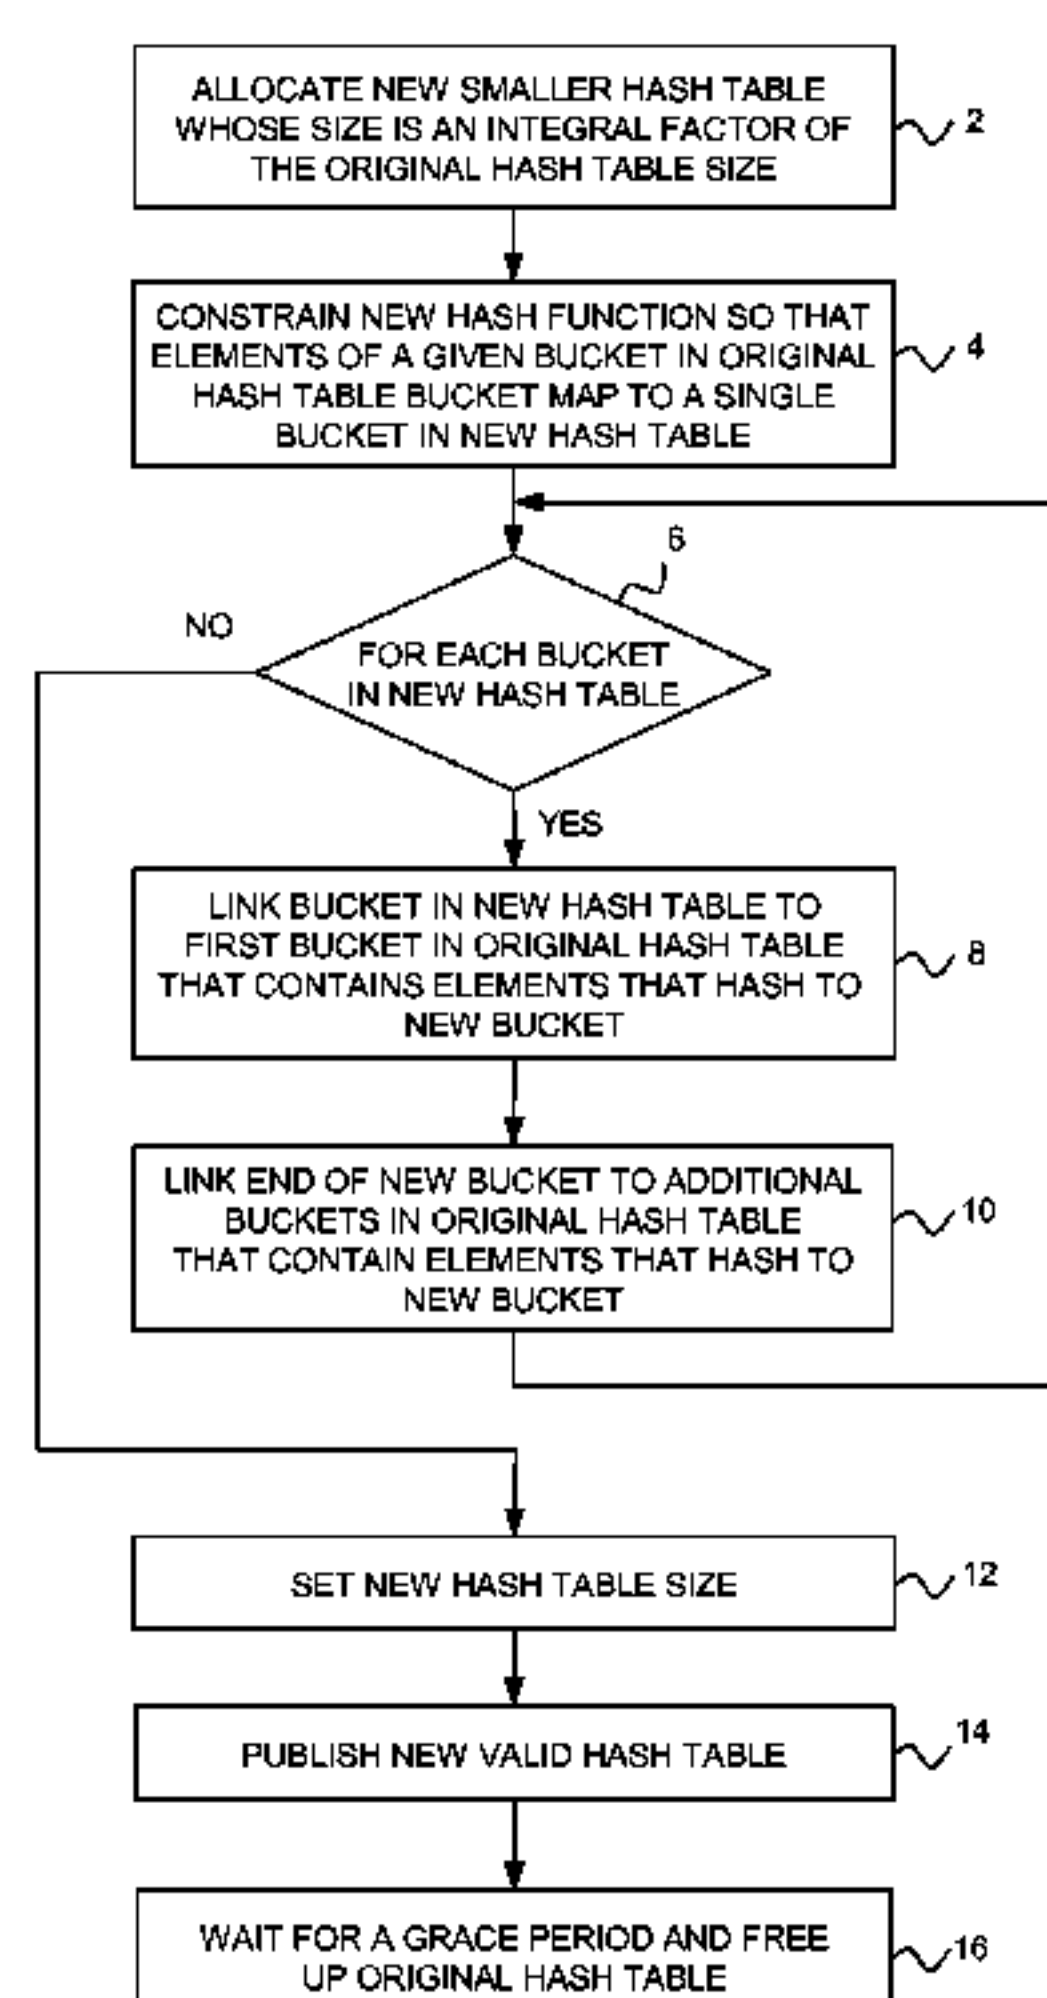 ALLOCATE NEW SMALLER HASH TABLE
WHOSE SIZE IS AN INTEGRAL FACTOR OF
THE ORIGINAL HASH TABLE SIZE
2
CONSTRAIN NEW HASH FUNCTION SO THAT
ELEMENTS OF A GIVEN BUCKET IN ORIGINAL
HASH TABLE BUCKET MAP TO A SINGLE
BUCKET IN NEW HASH TABLE
4
6
NO
FOR EACH BUCKET
IN NEW HASH TABLE
YES
LINK BUCKET IN NEW HASH TABLE TO
FIRST BUCKET IN ORIGINAL HASH TABLE
THAT CONTAINS ELEMENTS THAT HASH TO
NEW BUCKET
8
LINK END OF NEW BUCKET TO ADDITIONAL
BUCKETS IN ORIGINAL HASH TABLE
THAT CONTAIN ELEMENTS THAT HASH TO
NEW BUCKET
10
SET NEW HASH TABLE SIZE
12
PUBLISH NEW VALID HASH TABLE
14
WAIT FOR A GRACE PERIOD AND FREE
UP ORIGINAL HASH TABLE
16